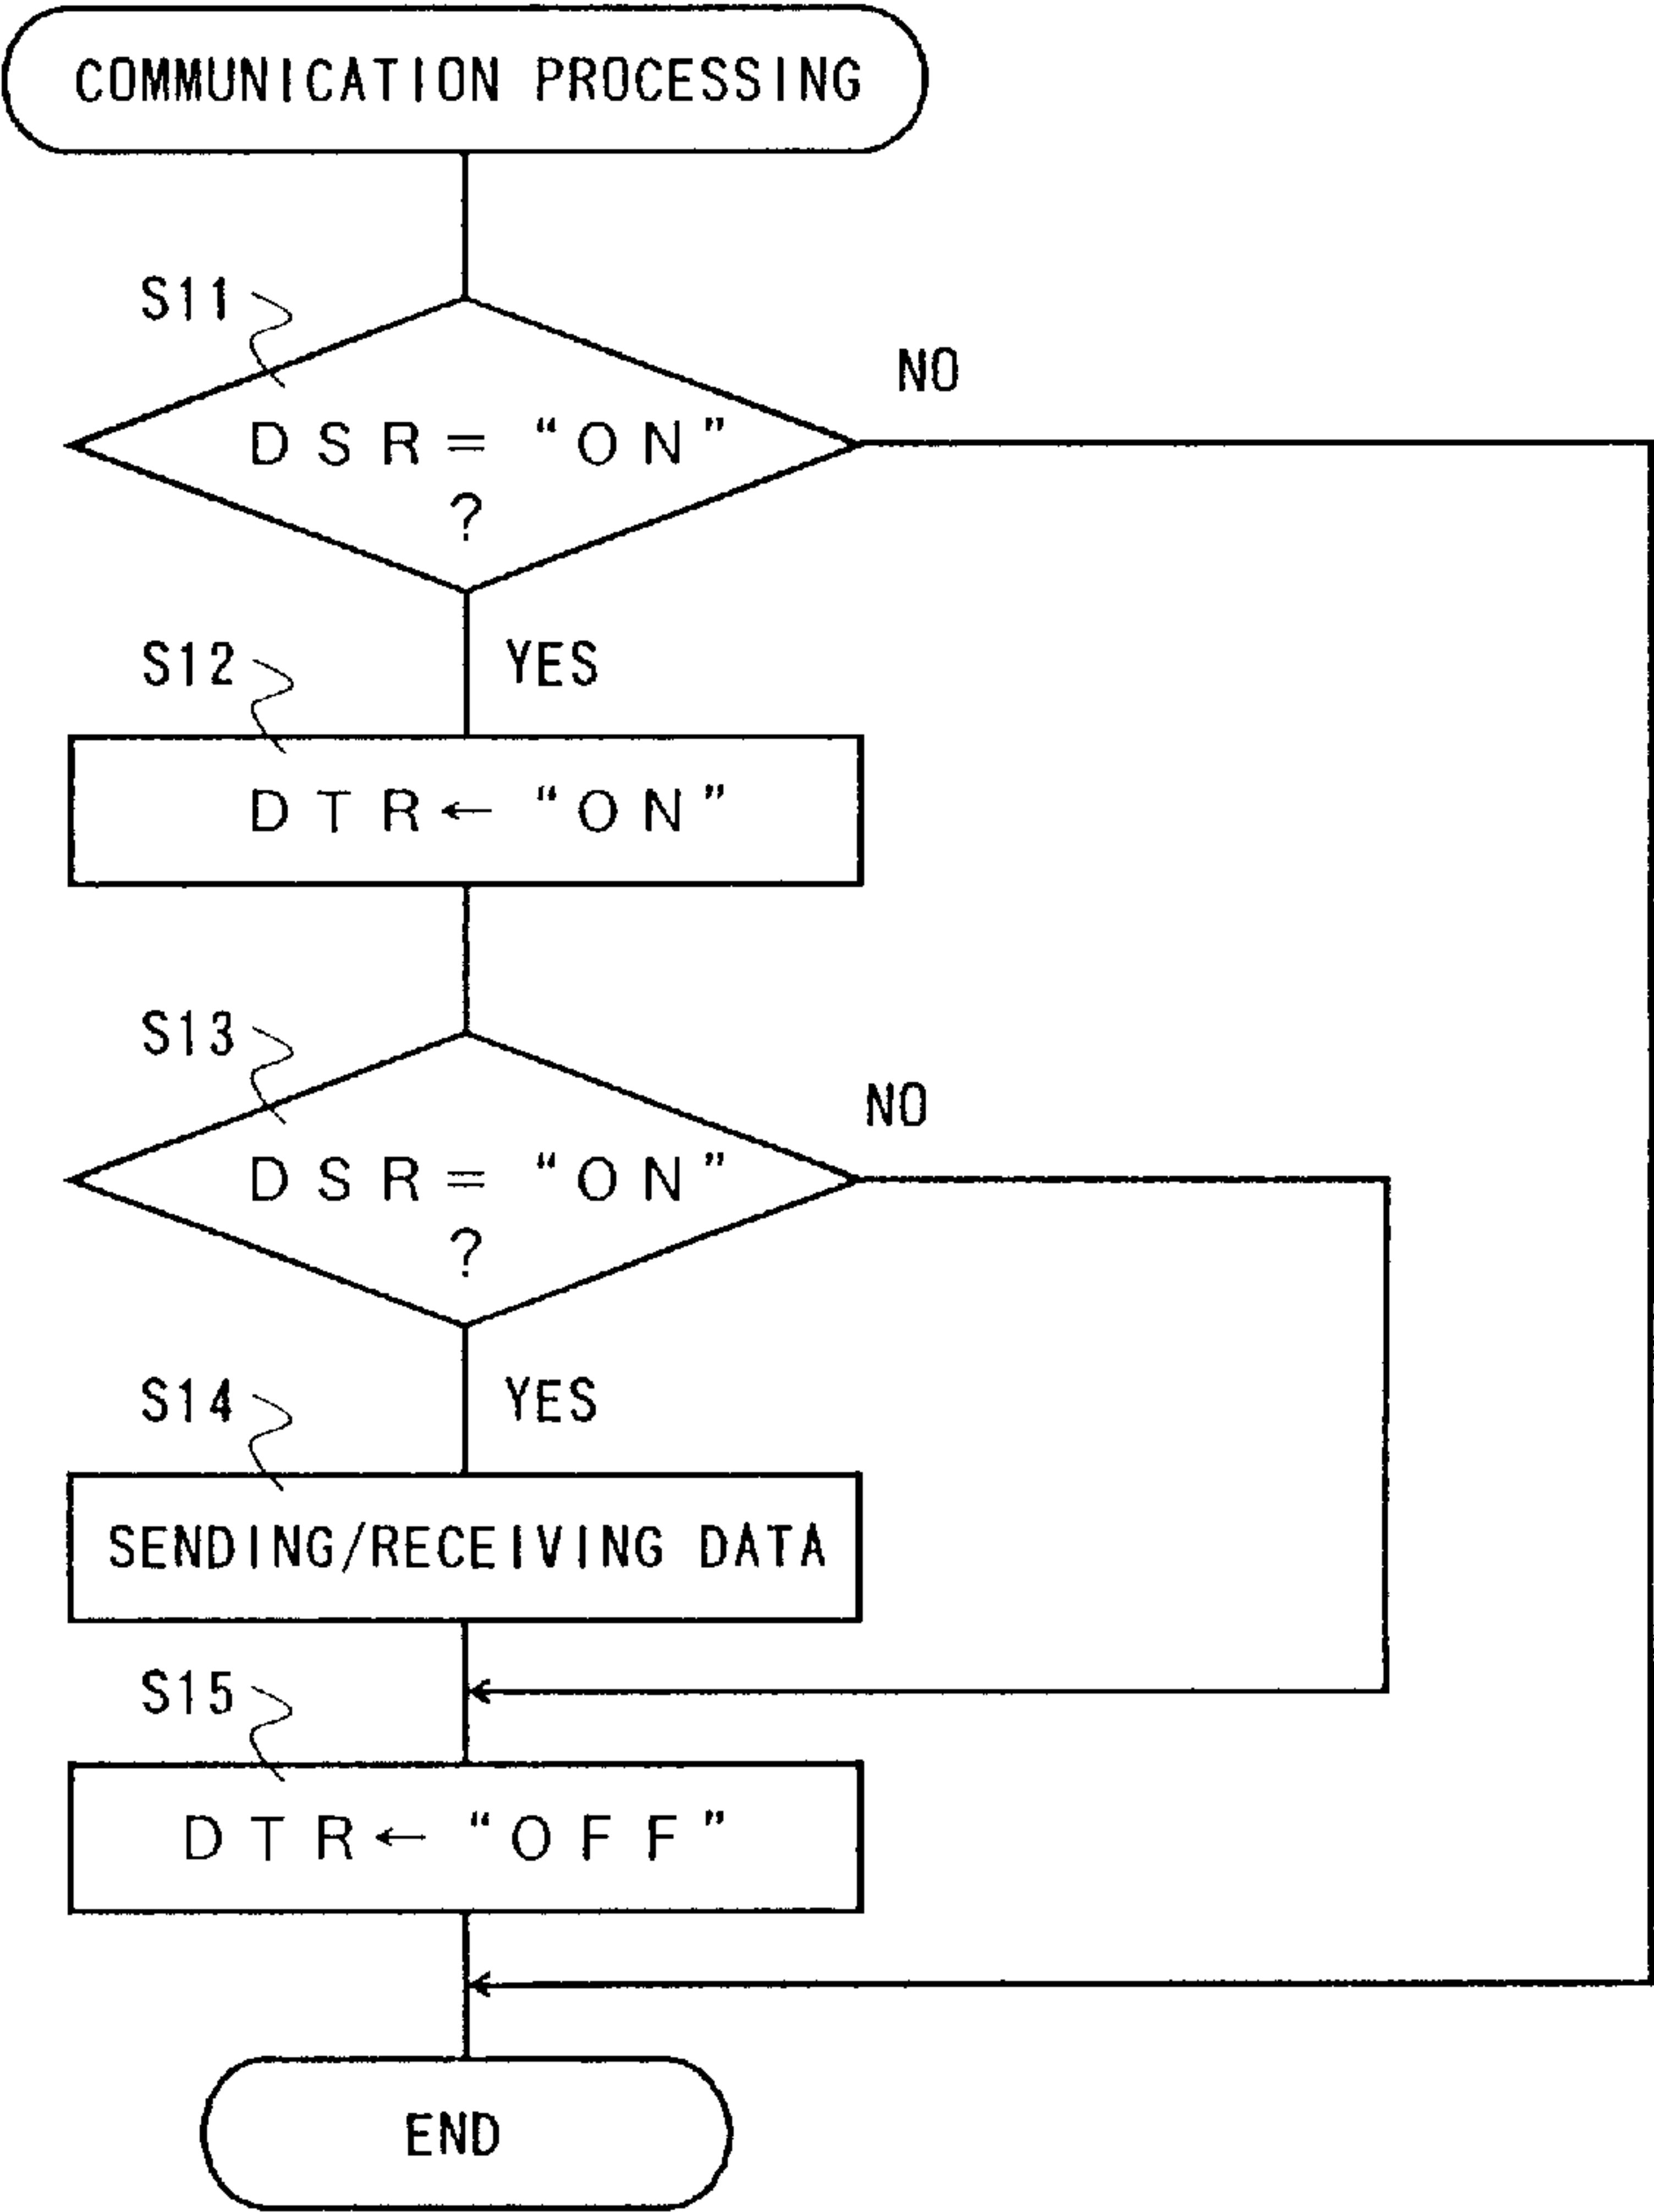 COMMUNICATION PROCESSING
S11
NO
DSR= “ON”
?
S12
YES
DTR← “ON”
S13
NO
DSR= “ON”
?
S14
YES
SENDING/RECEIVING DATA
S15
DTR← “OFF”
END